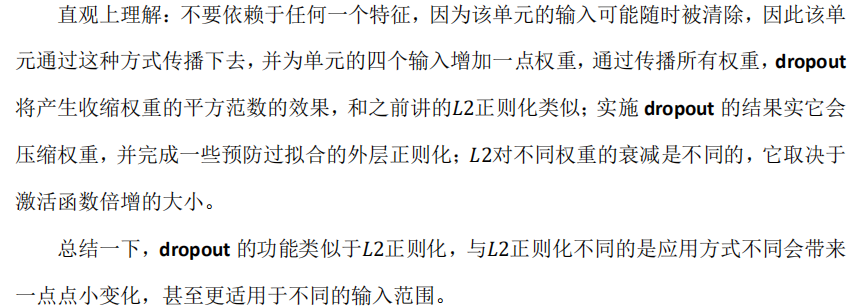 直观上理解：不要依赖于任何一个特征，因为该单元的输入可能随时被清除，因此该单
元通过这种方式传播下去，并为单元的四个输入增加一点权重，通过传播所有权重，dropout
将产生收缩权重的平方范数的效果，和之前讲的L2正则化类似；实施 dropout 的结果实它会
压缩权重，并完成一些预防过拟合的外层正则化；L2对不同权重的衰减是不同的，它取决于
激活函数倍增的大小。
总结一下，dropout 的功能类似于L2正则化，与L2正则化不同的是应用方式不同会带来
一点点小变化，甚至更适用于不同的输入范围。